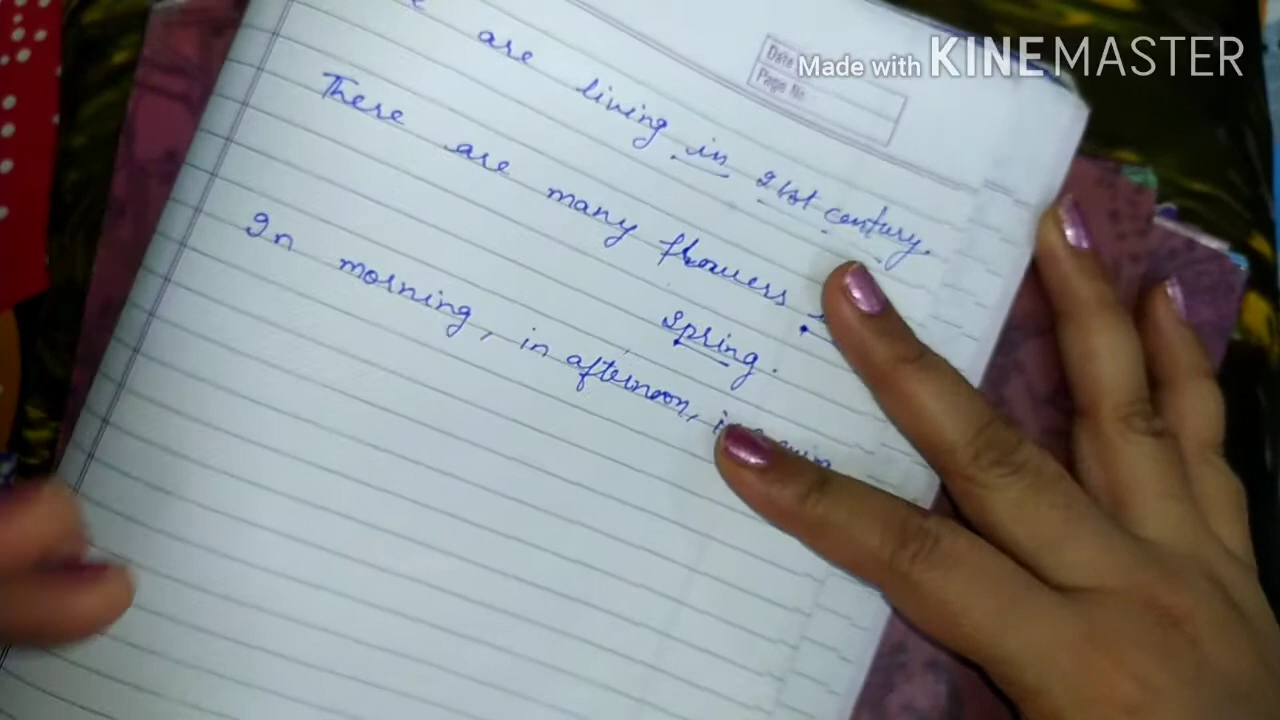 Made with KINEMASTER
Date
Page No
are living in 21st century.
There are many flowers
Spring.
In morning, in afternoon,